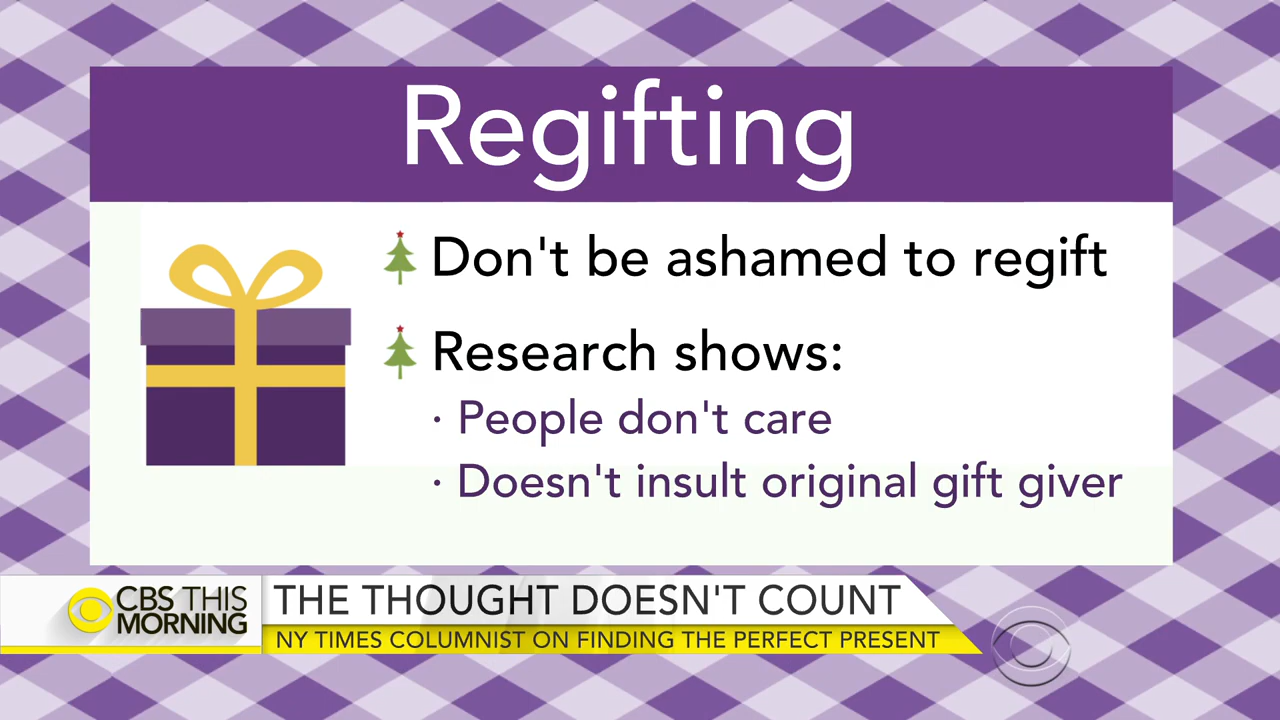 Regifting
Don't be ashamed to regift
Research shows:
· People don't care
· Doesn't insult original gift giver
CBS THIS
MORNING
THE THOUGHT DOESN'T COUNT
NY TIMES COLUMNIST ON FINDING THE PERFECT PRESENT